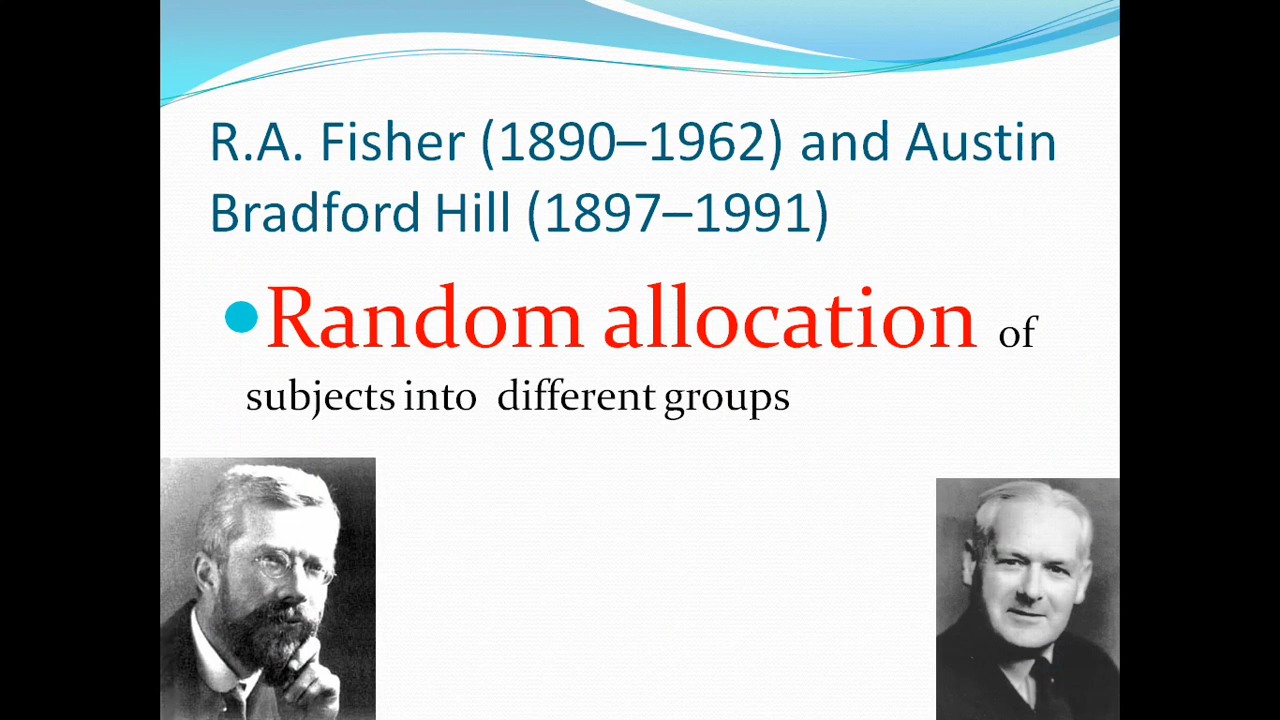 R.A. Fisher (1890–1962) and Austin
Bradford Hill (1897–1991)
•Random allocation of
subjects into different groups